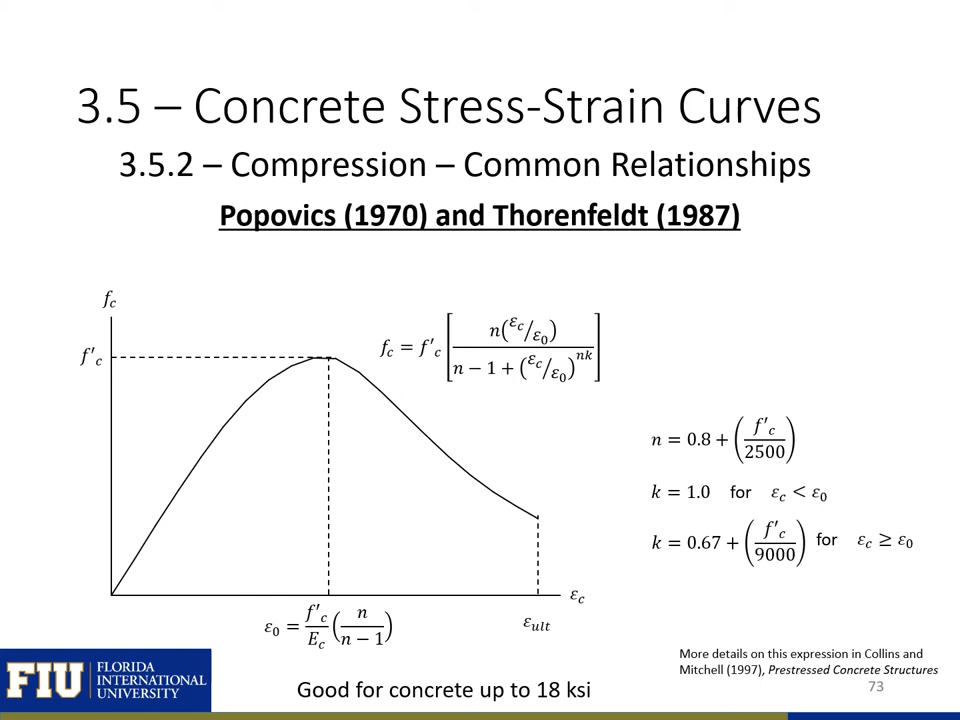 3.5 – Concrete Stress-Strain Curves
3.5.2 – Compression – Common Relationships
Popovics (1970) and Thorenfeldt (1987)
f_c
f'_c
f_c = f'_c [ n(ε_c/ε_0) / (n − 1 + (ε_c/ε_0)^{nk}) ]
n = 0.8 + (f'_c / 2500)
k = 1.0 for ε_c < ε_0
k = 0.67 + (f'_c / 9000) for ε_c ≥ ε_0
ε_c
ε_0 = f'_c / E_c (n / (n − 1))
ε_ult
More details on this expression in Collins and
Mitchell (1997), Prestressed Concrete Structures
Good for concrete up to 18 ksi
73
FIU
FLORIDA
INTERNATIONAL
UNIVERSITY